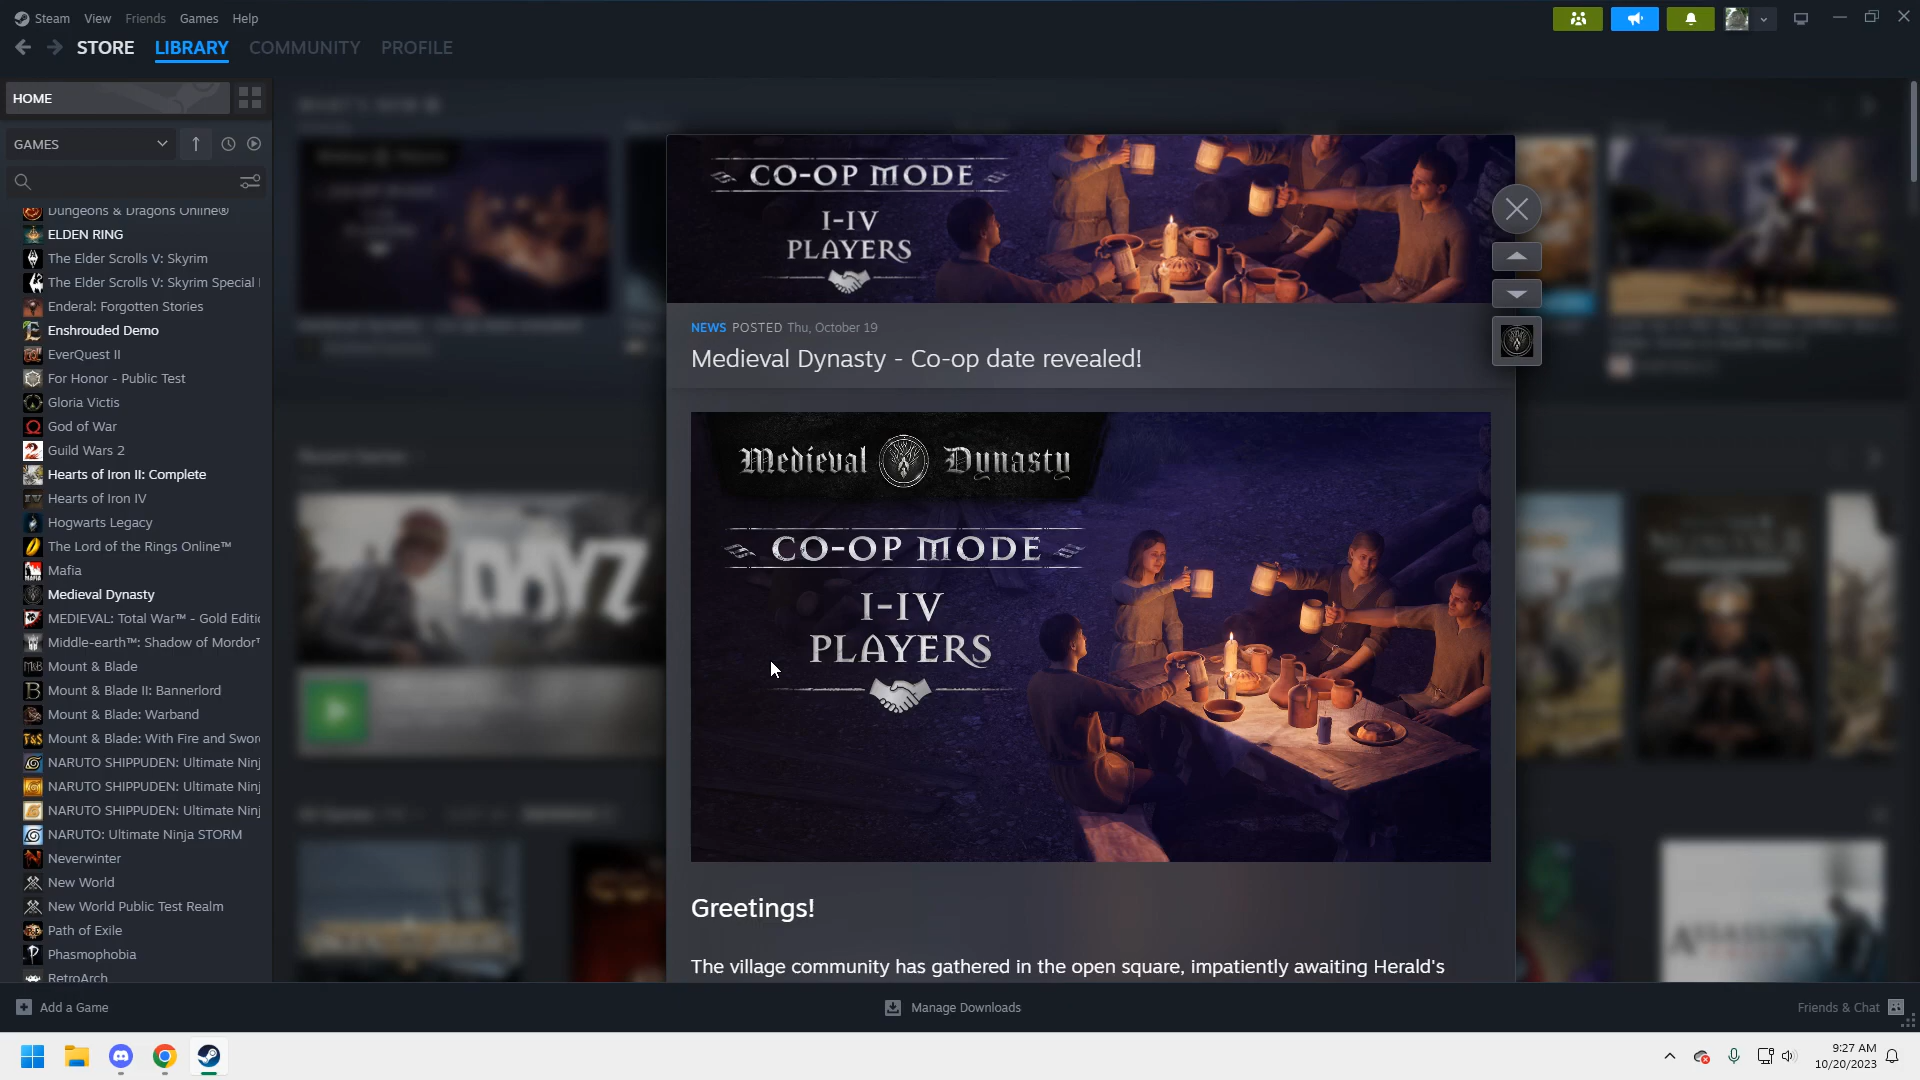 Steam View Friends Games Help
STORE LIBRARY COMMUNITY PROFILE
HOME
GAMES
Dungeons & Dragons Online®
ELDEN RING
The Elder Scrolls V: Skyrim
The Elder Scrolls V: Skyrim Special
Enderal: Forgotten Stories
Enshrouded Demo
EverQuest II
For Honor - Public Test
Gloria Victis
God of War
Guild Wars 2
Hearts of Iron II: Complete
Hearts of Iron IV
Hogwarts Legacy
The Lord of the Rings Online™
Mafia
Medieval Dynasty
MEDIEVAL: Total War™ - Gold Editi
Middle-earth™: Shadow of Mordor
Mount & Blade
Mount & Blade II: Bannerlord
Mount & Blade: Warband
Mount & Blade: With Fire and Swor
NARUTO SHIPPUDEN: Ultimate Ninj
NARUTO SHIPPUDEN: Ultimate Ninj
NARUTO SHIPPUDEN: Ultimate Ninj
NARUTO: Ultimate Ninja STORM
Neverwinter
New World
New World Public Test Realm
Path of Exile
Phasmophobia
RetroArch
CO-OP MODE
I-IV
PLAYERS
NEWS POSTED Thu, October 19
Medieval Dynasty - Co-op date revealed!
Medieval Dynasty
CO-OP MODE
I-IV
PLAYERS
Greetings!
The village community has gathered in the open square, impatiently awaiting Herald's
DAYZ
Add a Game
Manage Downloads
Friends & Chat
9:27 AM
10/20/2023